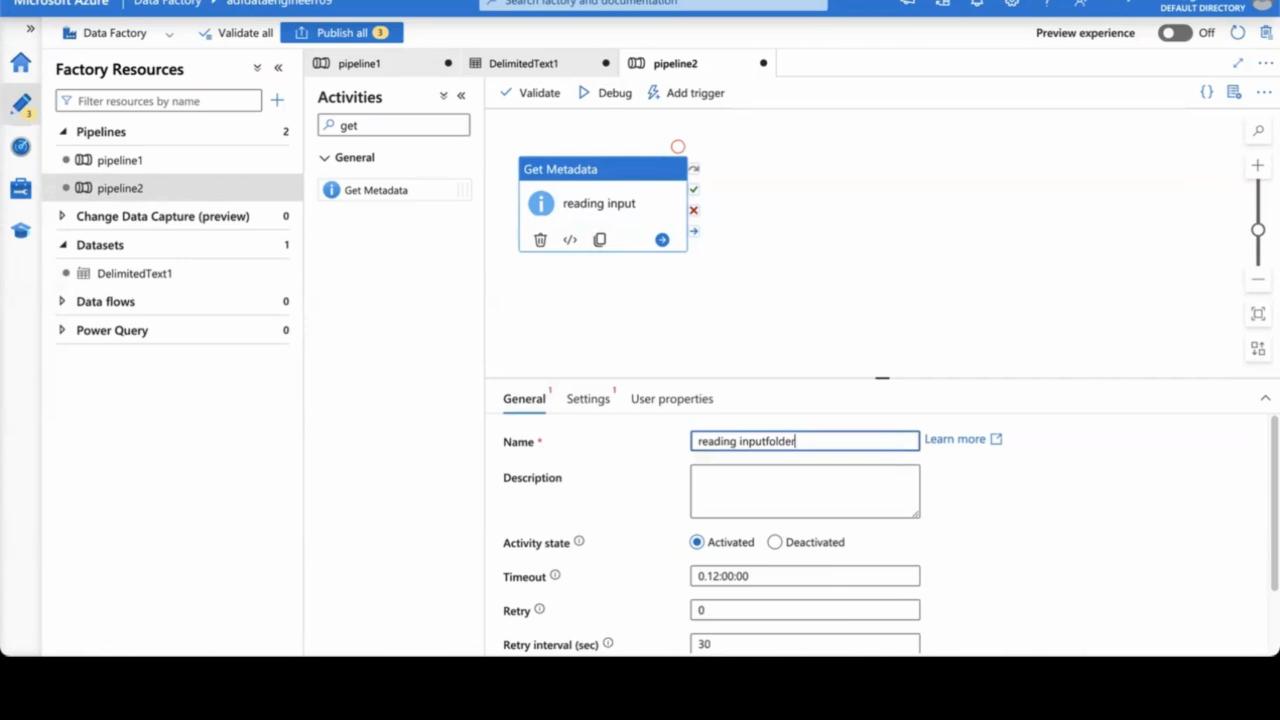 Microsoft Azure | Data Factory > adfdataengineer09
Search factory and documentation
DEFAULT DIRECTORY
»
Data Factory
Validate all
Publish all 3
Preview experience
Off
Factory Resources
Filter resources by name
Pipelines 2
pipeline1
pipeline2
Change Data Capture (preview) 0
Datasets 1
DelimitedText1
Data flows 0
Power Query 0
3
Activities
get
General
Get Metadata
pipeline1
DelimitedText1
pipeline2
Validate
Debug
Add trigger
Get Metadata
reading input
General 1
Settings 1
User properties
Name * reading inputfolder Learn more
Description
Activity state Activated Deactivated
Timeout 0.12:00:00
Retry 0
Retry interval (sec) 30